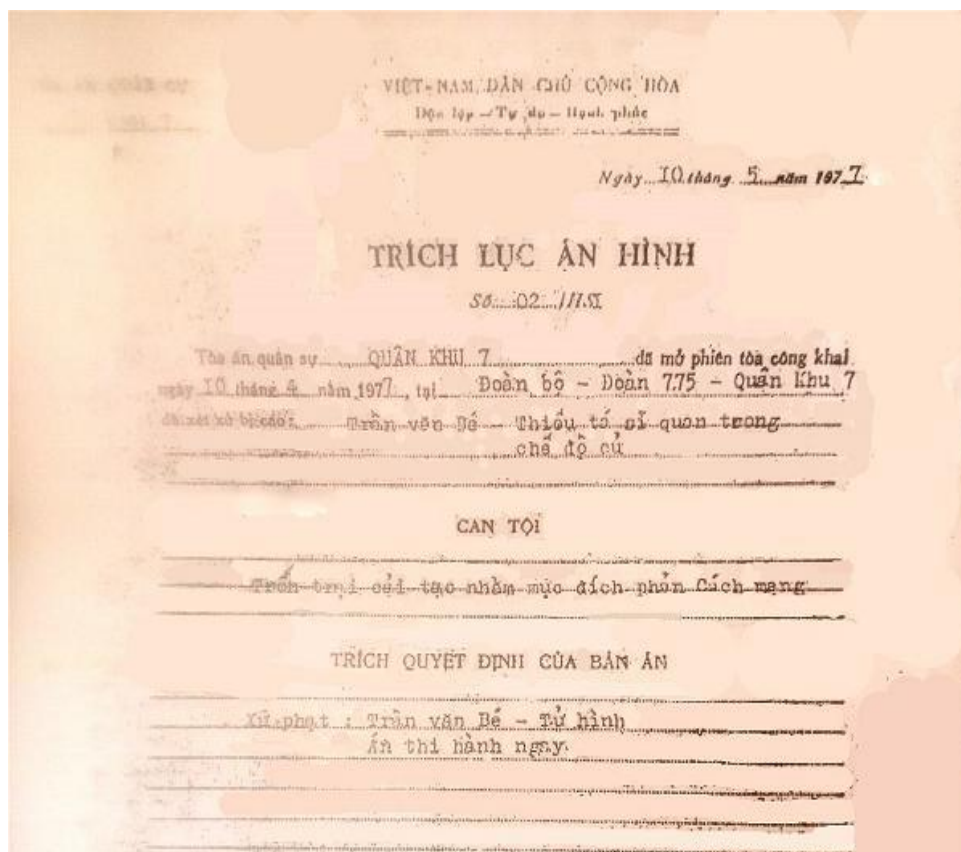 VIỆT-NAM DÂN CHỦ CỘNG HÒA
Độc lập – Tự do – Hạnh phúc
Ngày 10 tháng 5 năm 1977
TRÍCH LỤC ÁN HÌNH
Số 02 /HSI
Tòa án quân sự QUÂN KHU 7 đã mở phiên tòa công khai
ngày 10 tháng 4 năm 1977, tại Đoàn bộ – Đoàn 775 – Quân Khu 7
đã xét xử bị cáo: Trần văn Bé – Thiếu tá sĩ quan trong
chế độ củ
CAN TỘI
Trốn trại cải tạo nhằm mục đích phản Cách mạng
TRÍCH QUYẾT ĐỊNH CỦA BẢN ÁN
Xử phạt : Trần văn Bé – Tử hình
Án thi hành ngay.